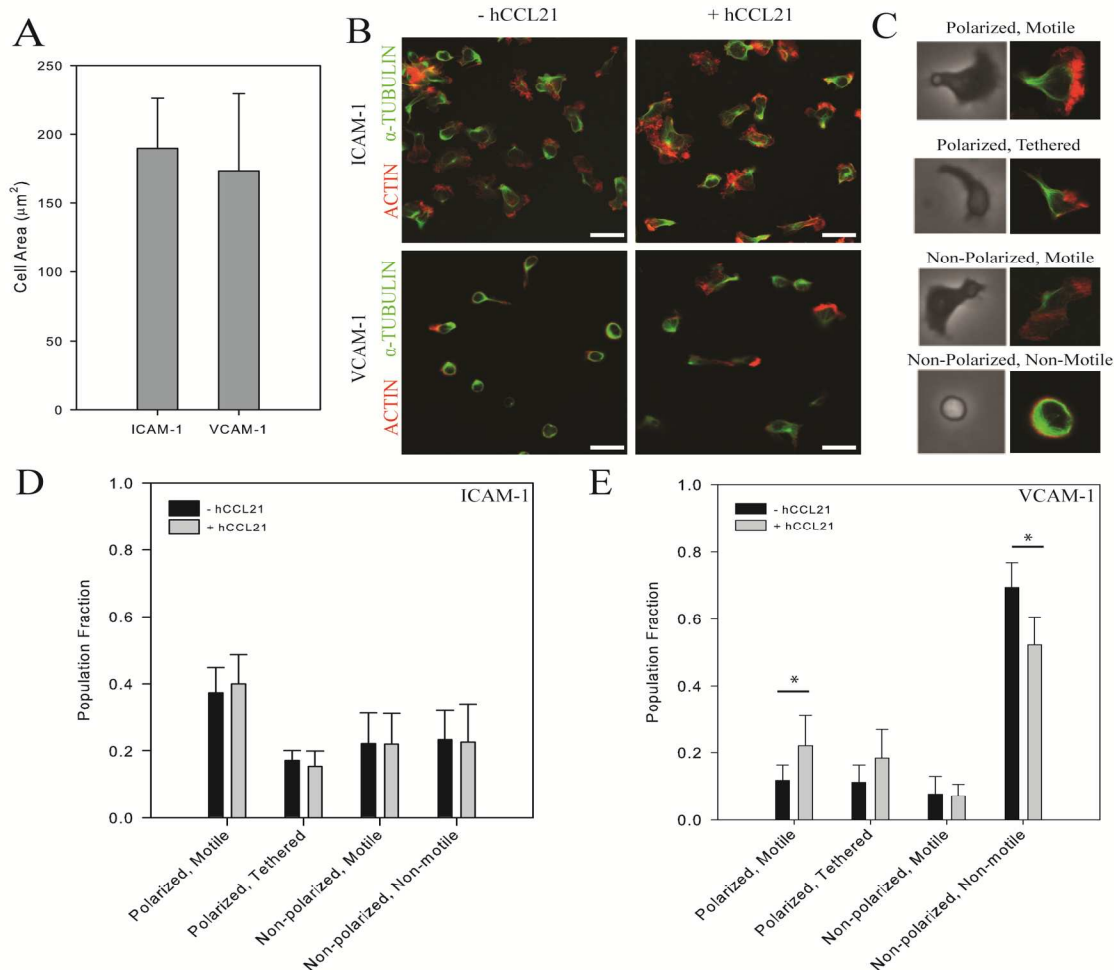 A
250
200
150
100
50
0
Cell Area (µm²)
ICAM-1
VCAM-1
B
- hCCL21
+ hCCL21
ICAM-1
ACTIN α-TUBULIN
VCAM-1
ACTIN α-TUBULIN
C
Polarized, Motile
Polarized, Tethered
Non-Polarized, Motile
Non-Polarized, Non-Motile
D
ICAM-1
- hCCL21
+ hCCL21
1.0
0.8
0.6
0.4
0.2
0.0
Population Fraction
Polarized, Motile
Polarized, Tethered
Non-polarized, Motile
Non-polarized, Non-motile
E
VCAM-1
- hCCL21
+ hCCL21
1.0
0.8
0.6
0.4
0.2
0.0
Population Fraction
*
*
Polarized, Motile
Polarized, Tethered
Non-polarized, Motile
Non-polarized, Non-motile